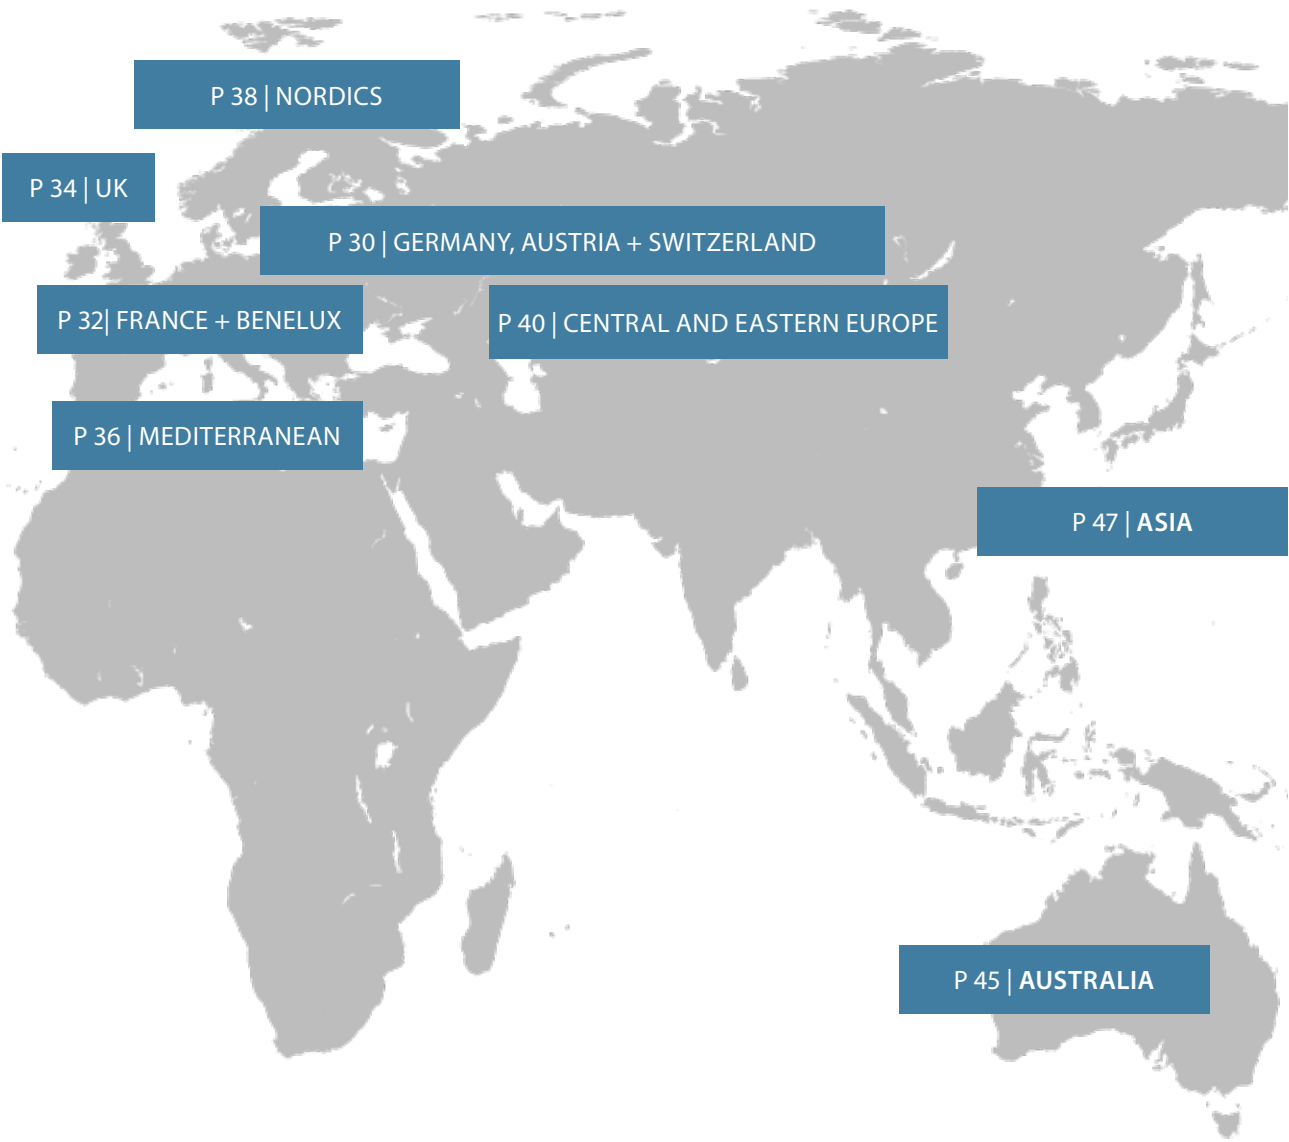 P 38 | NORDICS
P 34 | UK
P 30 | GERMANY, AUSTRIA + SWITZERLAND
P 32| FRANCE + BENELUX
P 40 | CENTRAL AND EASTERN EUROPE
P 36 | MEDITERRANEAN
P 47 | ASIA
P 45 | AUSTRALIA